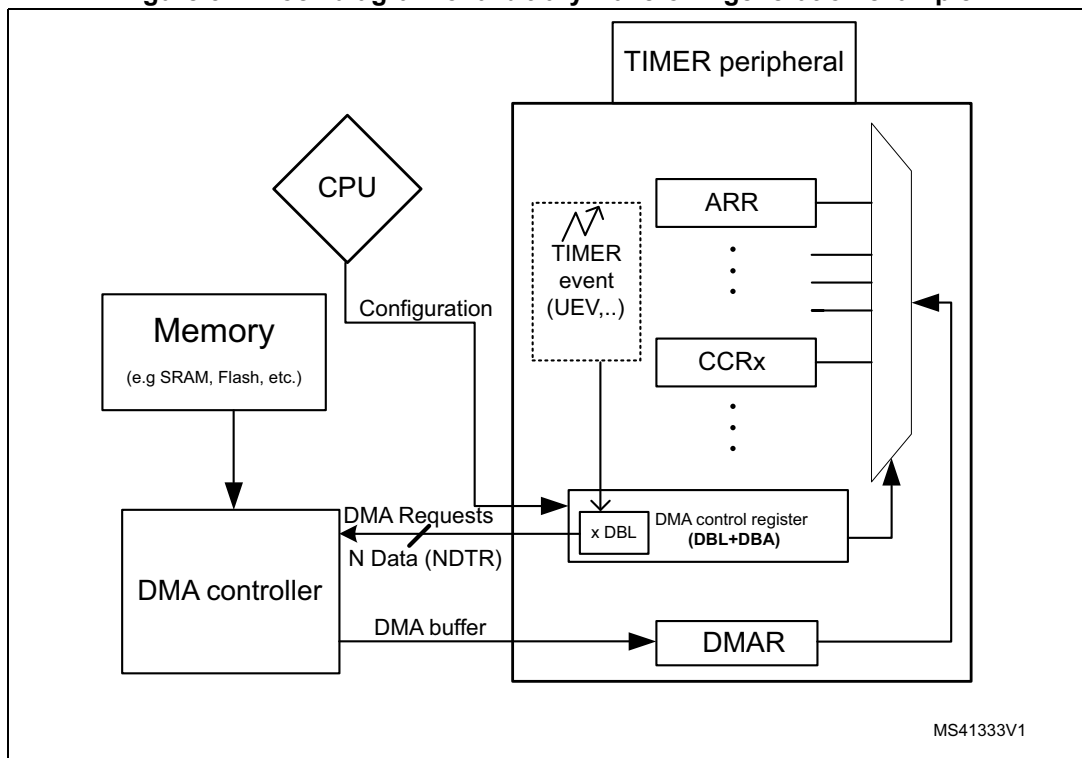 TIMER peripheral
CPU
ARR
TIMER
event
(UEV,..)
Configuration
Memory
(e.g SRAM, Flash, etc.)
CCRx
DMA Requests
N Data (NDTR)
x DBL
DMA control register
(DBL+DBA)
DMA controller
DMA buffer
DMAR
MS41333V1